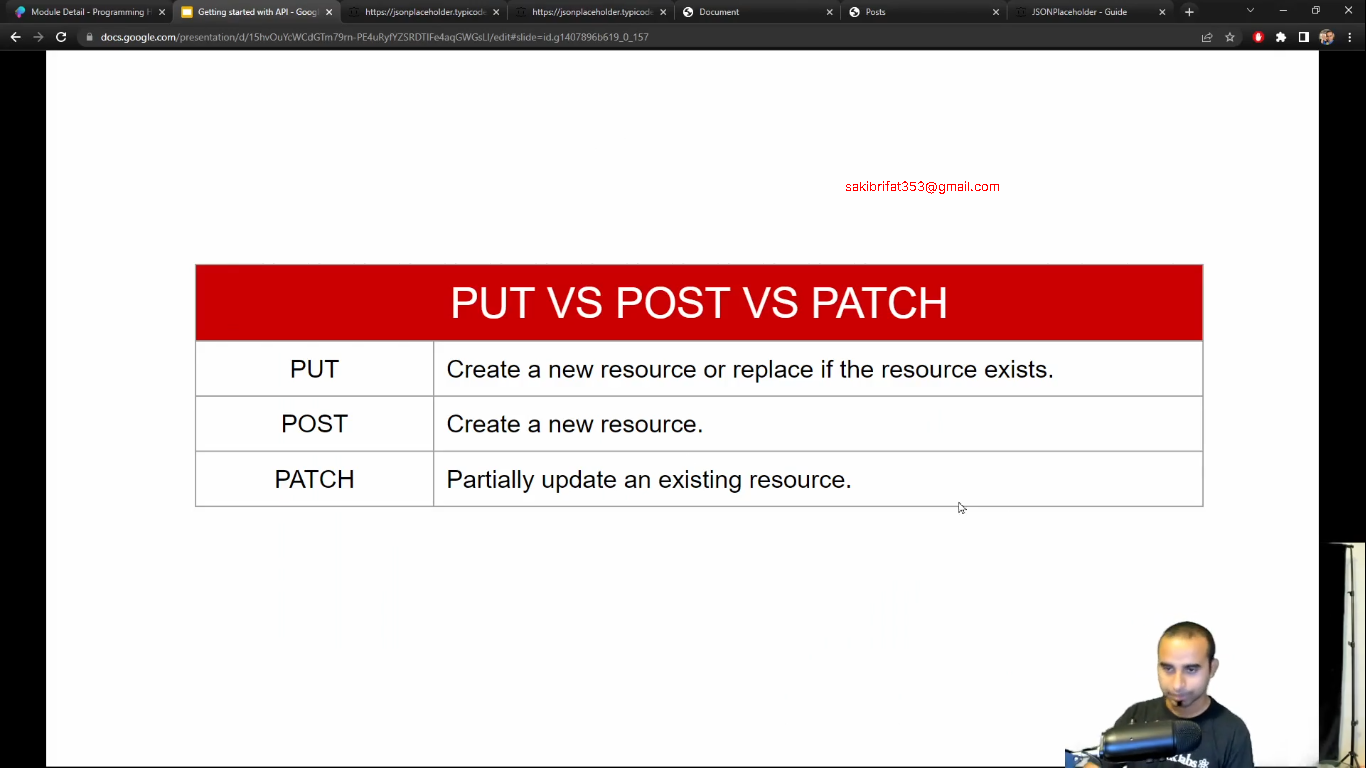 Module Detail - Programming H
Getting started with API - Goog
https://jsonplaceholder.typicode
https://jsonplaceholder.typicode
Document
Posts
JSONPlaceholder - Guide
docs.google.com/presentation/d/15hvOuYcWCdGTm79rn-PE4uRyfYZSRDTIFe4aqGWGsLI/edit#slide=id.g1407896b619_0_157
sakibrifat353@gmail.com
PUT VS POST VS PATCH
PUT Create a new resource or replace if the resource exists.
POST Create a new resource.
PATCH Partially update an existing resource.